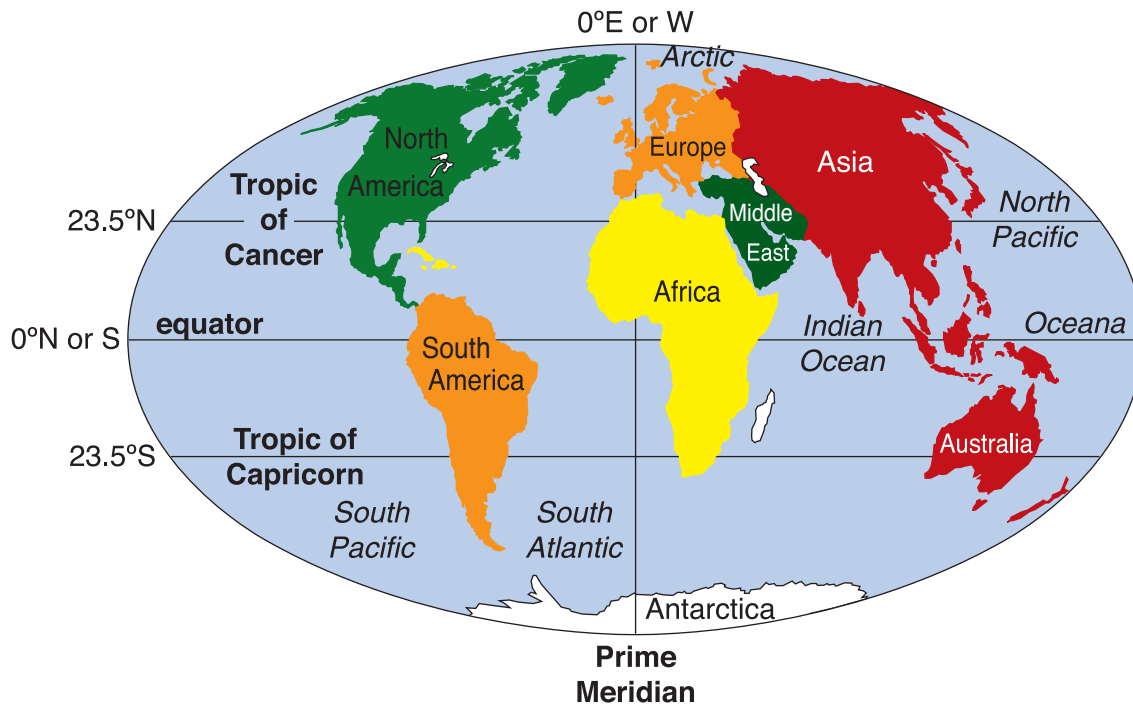 0ºE or W
Arctic
North
America
Europe
Asia
Tropic
of
Cancer
23.5ºN
Middle
East
North
Pacific
Africa
equator
0ºN or S
South
America
Indian
Ocean
Oceana
Tropic of
Capricorn
23.5ºS
Australia
South
Pacific
South
Atlantic
Antarctica
Prime
Meridian